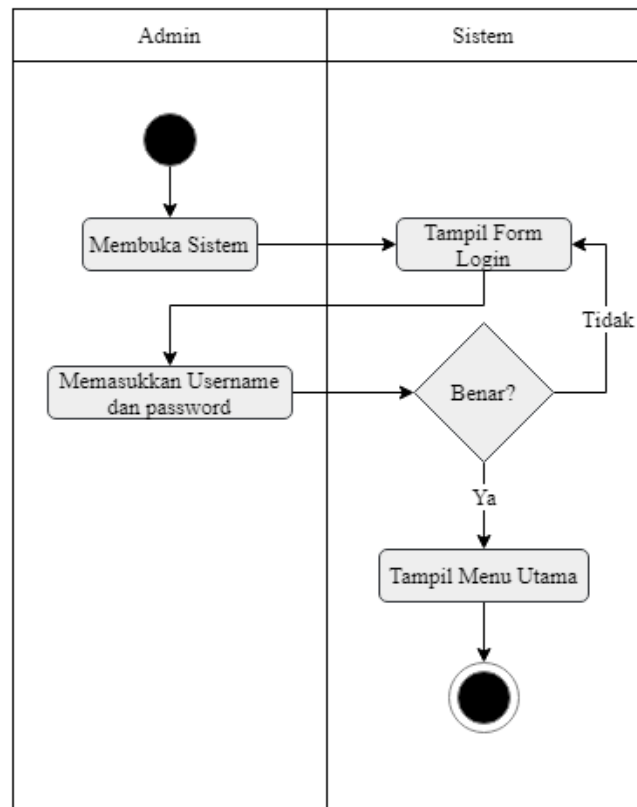 Admin
Sistem
Membuka Sistem
Tampil Form
Login
Tidak
Memasukkan Username
dan password
Benar?
Ya
Tampil Menu Utama